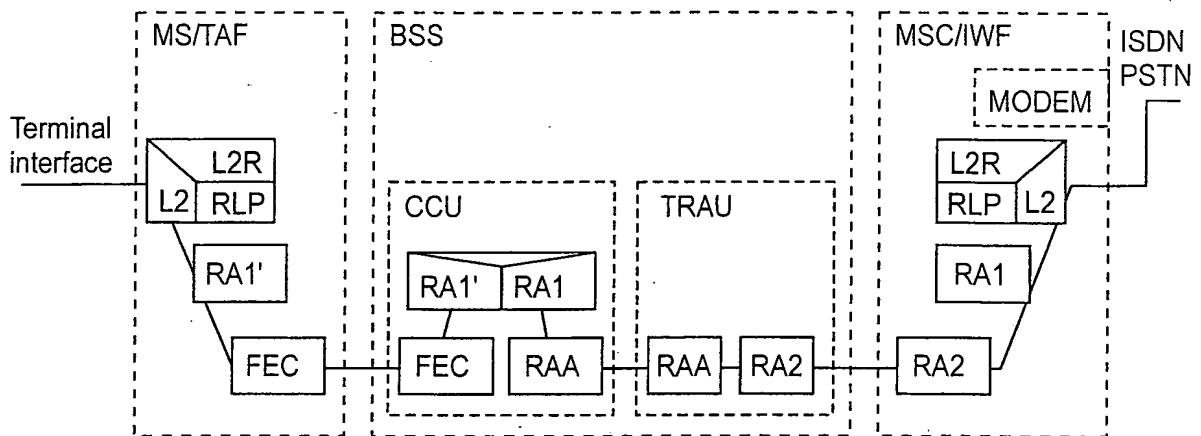 MS/TAF
BSS
MSC/IWF
ISDN
PSTN
MODEM
Terminal
interface
L2R
L2 RLP
L2R
RLP L2
CCU
TRAU
RA1'
RA1' RA1
RA1
FEC
FEC
RAA
RAA
RA2
RA2